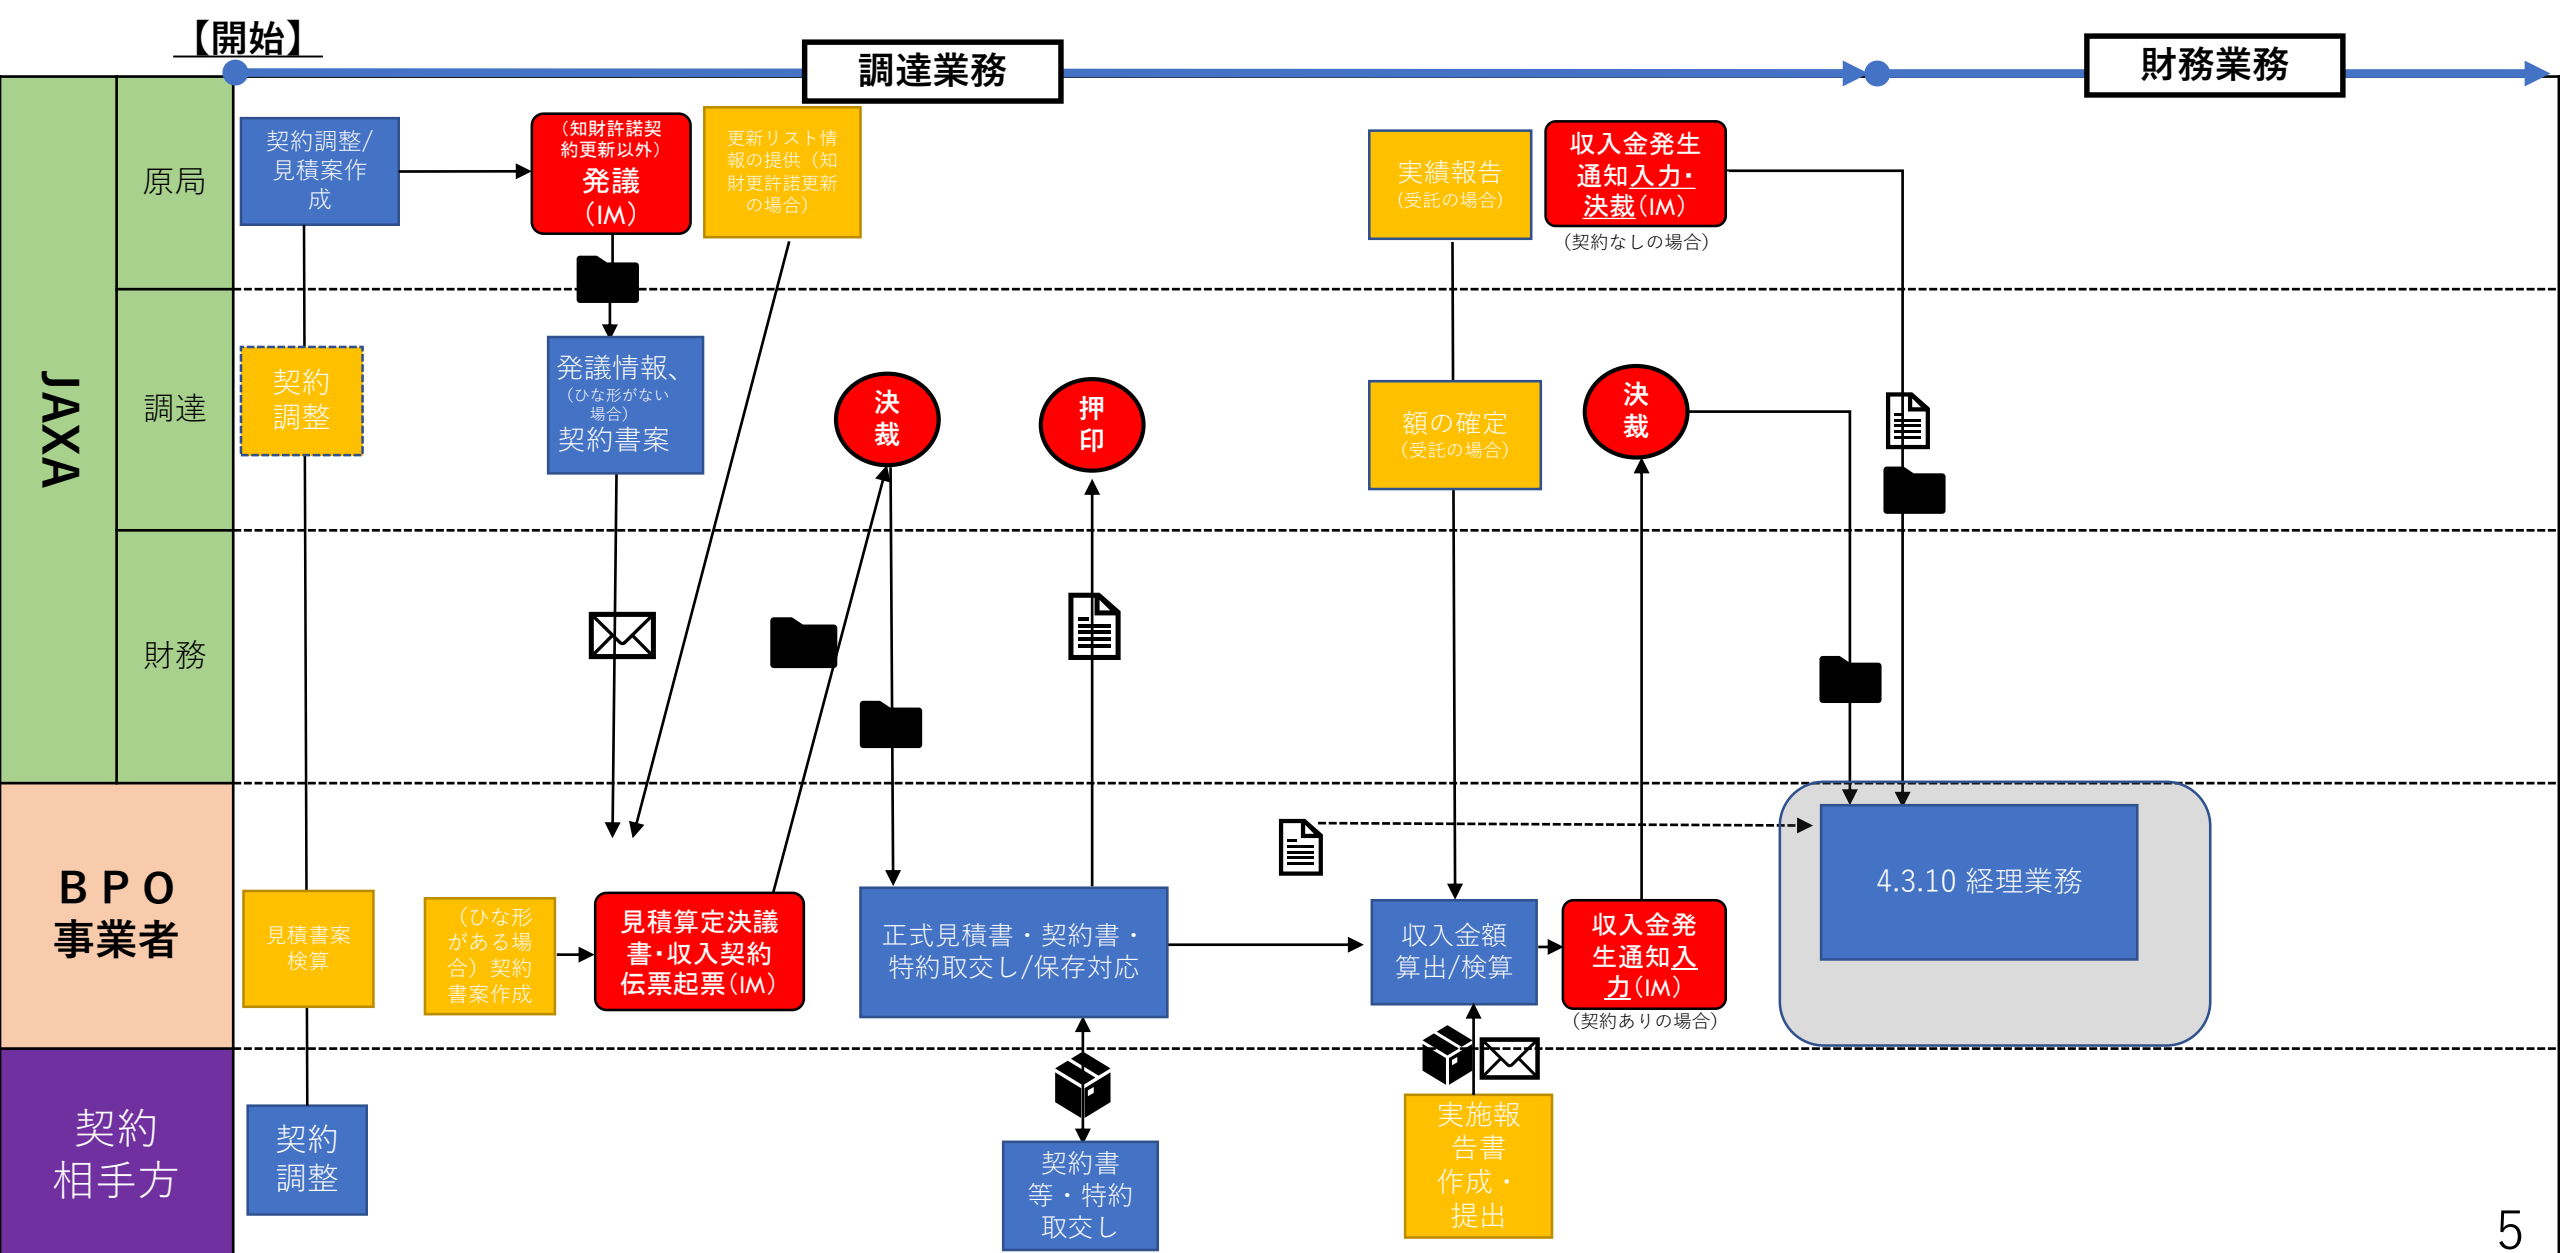 【開始】
調達業務
財務業務
JAXA
原局
契約調整/
見積案作
成
（知財許諾契
約更新以外）
発議
（IM）
更新リスト情
報の提供（知
財更許諾更新
の場合）
実績報告
(受託の場合)
収入金発生
通知入力・
決裁（IM）
（契約なしの場合）
調達
契約
調整
発議情報、
（ひな形がない
場合）
契約書案
決
裁
押
印
額の確定
（受託の場合）
決
裁
財務
ＢＰＯ
事業者
見積書案
検算
（ひな形
がある場
合）契約
書案作成
見積算定決議
書・収入契約
伝票起票（IM）
正式見積書・契約書・
特約取交し/保存対応
収入金額
算出/検算
収入金発
生通知入
力（IM）
（契約ありの場合）
4.3.10 経理業務
契約
相手方
契約
調整
契約書
等・特約
取交し
実施報
告書
作成・
提出
5